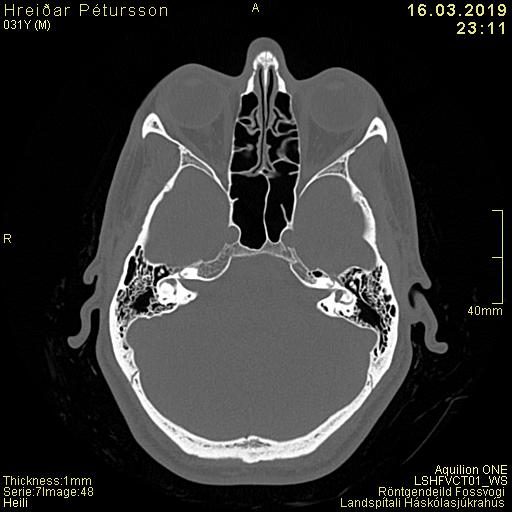 Hreiðar Pétursson
031Y (M)
A
16.03.2019
23:11
R
40mm
Thickness:1mm
Serie:7Image:48
Heili
Aquilion ONE
LSHFVCT01_WS
Röntgendeild Fossvogi
Landspítali Háskólasjúkrahús